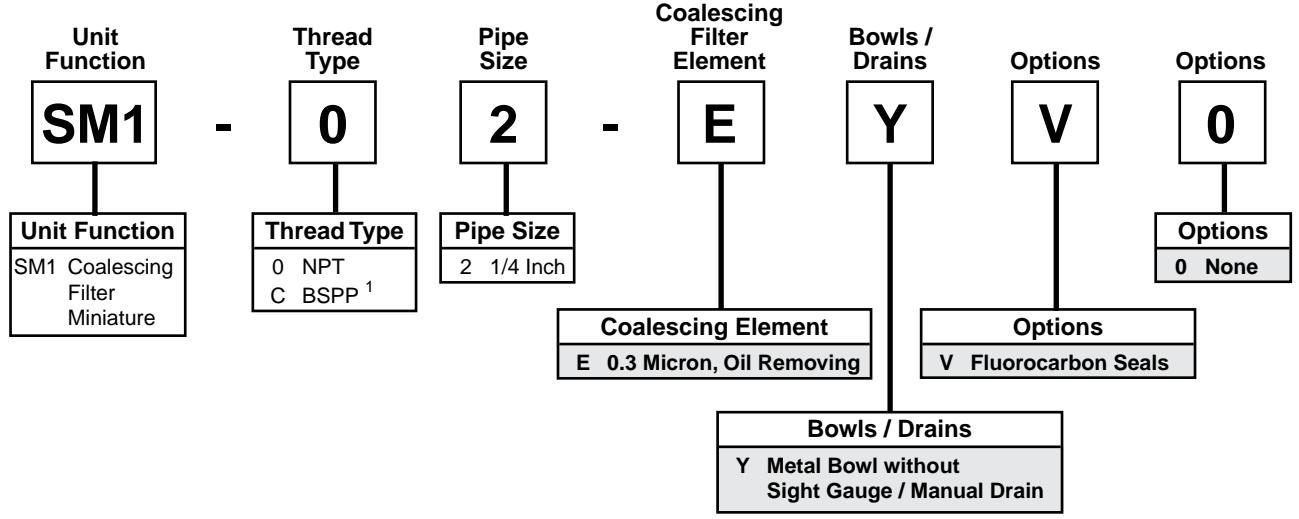 Unit
Function
Thread
Type
Pipe
Size
Coalescing
Filter
Element
Bowls /
Drains
Options
Options
SM1 - 0 2 - E Y V 0
Unit Function
SM1 Coalescing
Filter
Miniature
Thread Type
0 NPT
C BSPP 1
Pipe Size
2 1/4 Inch
Options
0 None
Coalescing Element
E 0.3 Micron, Oil Removing
Options
V Fluorocarbon Seals
Bowls / Drains
Y Metal Bowl without
Sight Gauge / Manual Drain